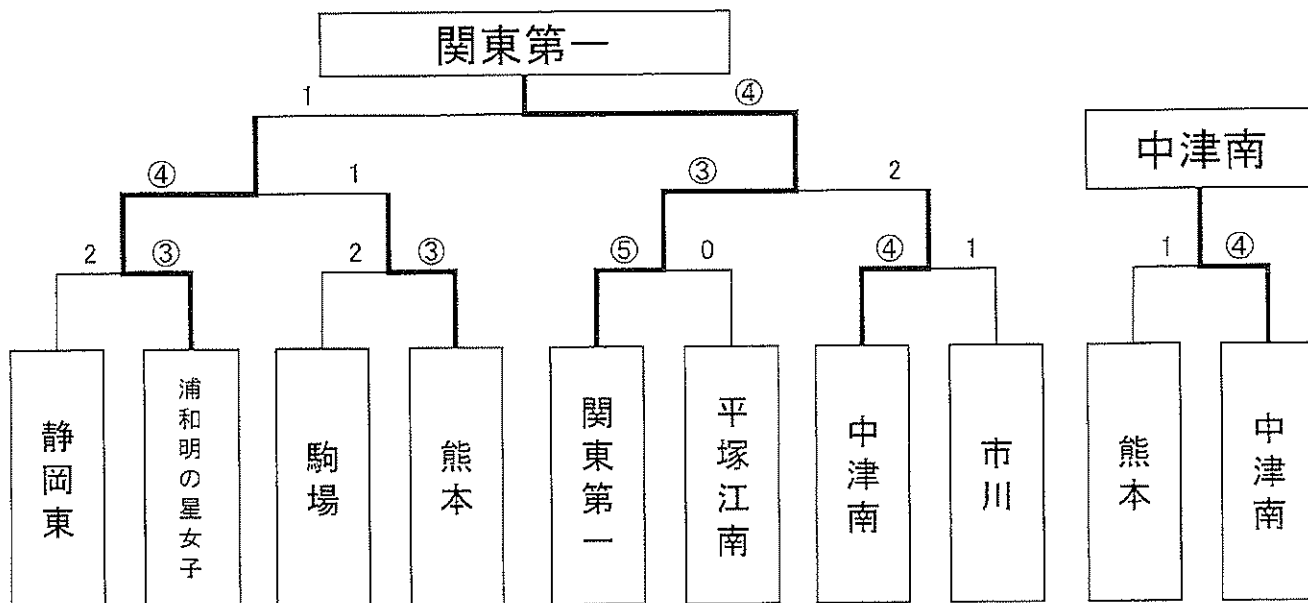 関東第一
1 ④
中津南
④ 1 ③ 2
2 ③ 2 ③ ⑤ 0 ④ 1 1 ④
静岡東
浦和明の星女子
駒場
熊本
関東第一
平塚江南
中津南
市川
熊本
中津南